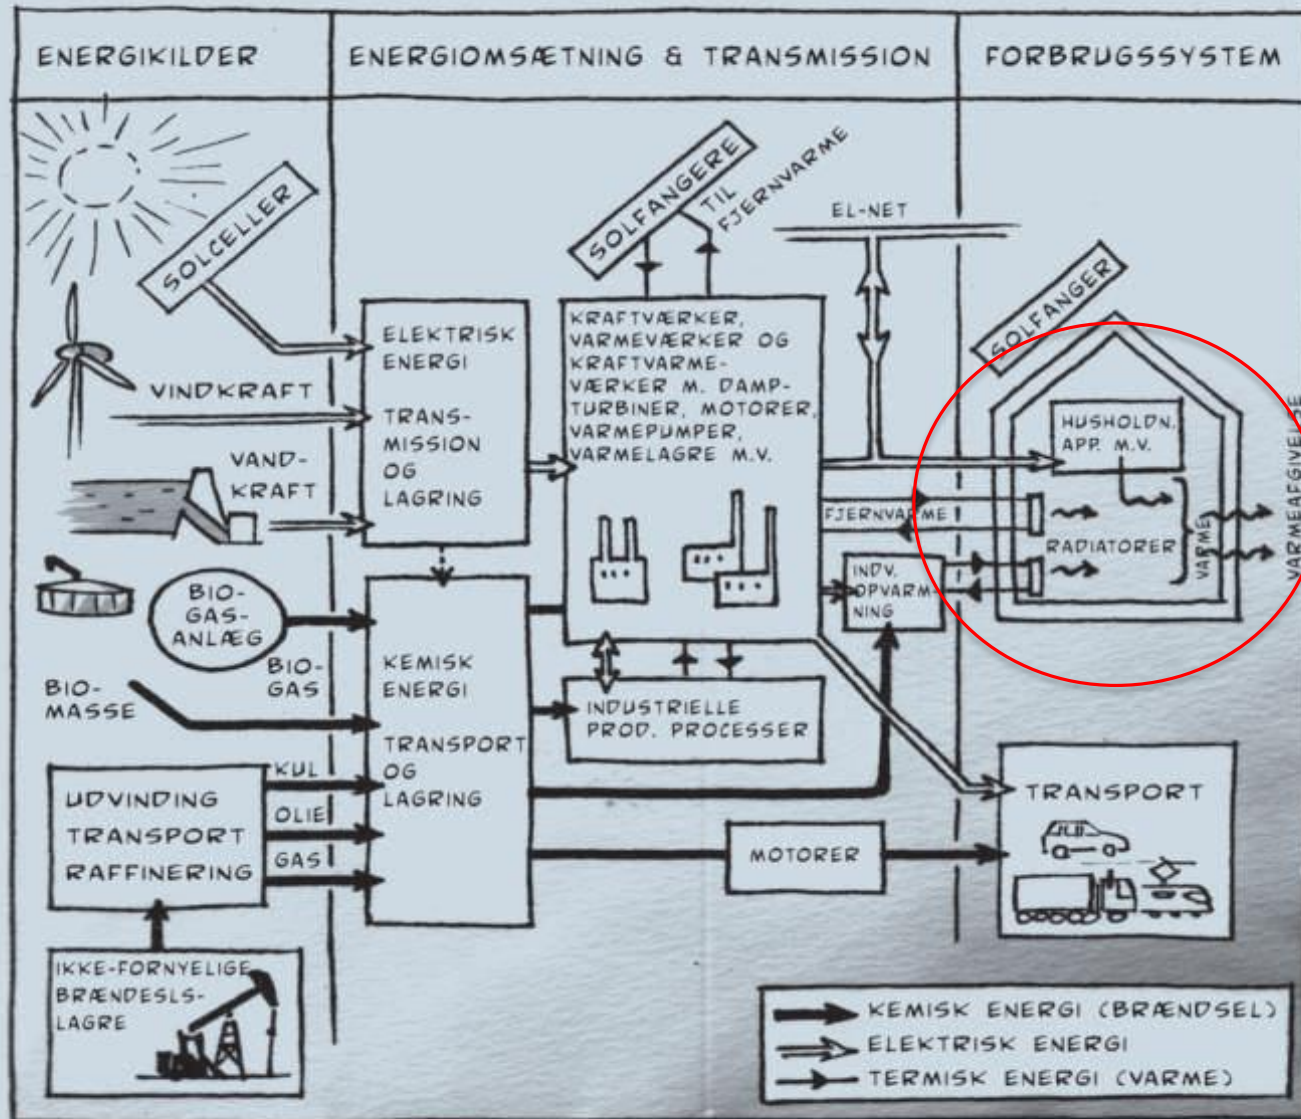 ENERGIKILDER
ENERGIOMSÆTNING & TRANSMISSION
FORBRUGSSYSTEM
SOLCELLER
VINDKRAFT
VAND-
KRAFT
BIO-
GAS-
ANLÆG
BIO-
GAS
BIO-
MASSE
UDVINDING
TRANSPORT
RAFFINERING
KUL
OLIE
GAS
IKKE-FORNYELIGE
BRÆNDESLS-
LAGRE
ELEKTRISK
ENERGI
TRANS-
MISSION
OG
LAGRING
KEMISK
ENERGI
TRANSPORT
OG
LAGRING
SOLFANGERE
TIL
FJERNVARME
KRAFTVÆRKER,
VARMEVÆRKER OG
KRAFTVARME-
VÆRKER M. DAMP-
TURBINER, MOTORER,
VARMEPUMPER,
VARMELAGRE M.V.
INDUSTRIELLE
PROD. PROCESSER
MOTORER
EL-NET
FJERNVARME
INDV.
OPVARM-
NING
SOLFANGER
HUSHOLDN.
APP. M.V.
RADIATORER
VARME
VARMEAFGIVELSE
TRANSPORT
KEMISK ENERGI (BRÆNDSEL)
ELEKTRISK ENERGI
TERMISK ENERGI (VARME)